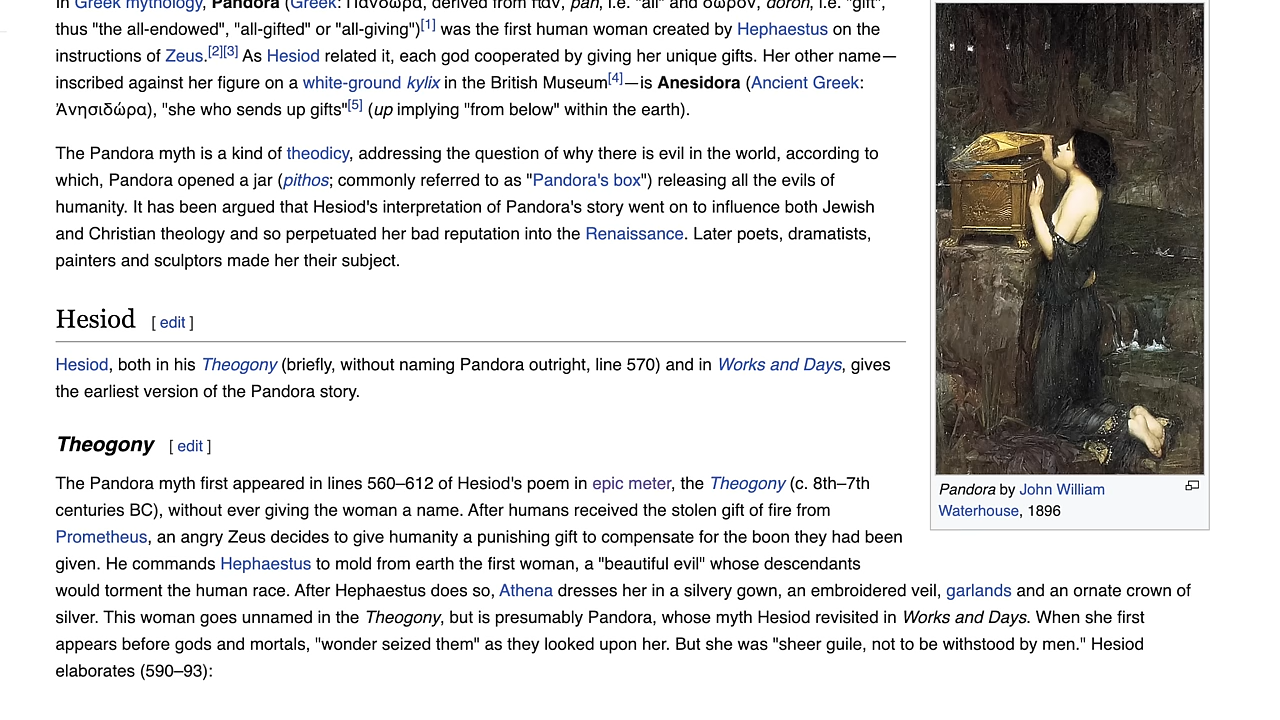 In Greek mythology, Pandora (Greek: Πανδώρα, derived from πᾶν, pān, i.e. "all" and δῶρον, dōron, i.e. "gift",
thus "the all-endowed", "all-gifted" or "all-giving")[1] was the first human woman created by Hephaestus on the
instructions of Zeus.[2][3] As Hesiod related it, each god cooperated by giving her unique gifts. Her other name—
inscribed against her figure on a white-ground kylix in the British Museum[4]—is Anesidora (Ancient Greek:
Ἀνησιδώρα), "she who sends up gifts"[5] (up implying "from below" within the earth).
The Pandora myth is a kind of theodicy, addressing the question of why there is evil in the world, according to
which, Pandora opened a jar (pithos; commonly referred to as "Pandora's box") releasing all the evils of
humanity. It has been argued that Hesiod's interpretation of Pandora's story went on to influence both Jewish
and Christian theology and so perpetuated her bad reputation into the Renaissance. Later poets, dramatists,
painters and sculptors made her their subject.
Hesiod [ edit ]
Hesiod, both in his Theogony (briefly, without naming Pandora outright, line 570) and in Works and Days, gives
the earliest version of the Pandora story.
Theogony [ edit ]
The Pandora myth first appeared in lines 560–612 of Hesiod's poem in epic meter, the Theogony (c. 8th–7th
centuries BC), without ever giving the woman a name. After humans received the stolen gift of fire from
Prometheus, an angry Zeus decides to give humanity a punishing gift to compensate for the boon they had been
given. He commands Hephaestus to mold from earth the first woman, a "beautiful evil" whose descendants
would torment the human race. After Hephaestus does so, Athena dresses her in a silvery gown, an embroidered veil, garlands and an ornate crown of
silver. This woman goes unnamed in the Theogony, but is presumably Pandora, whose myth Hesiod revisited in Works and Days. When she first
appears before gods and mortals, "wonder seized them" as they looked upon her. But she was "sheer guile, not to be withstood by men." Hesiod
elaborates (590–93):
Pandora by John William
Waterhouse, 1896